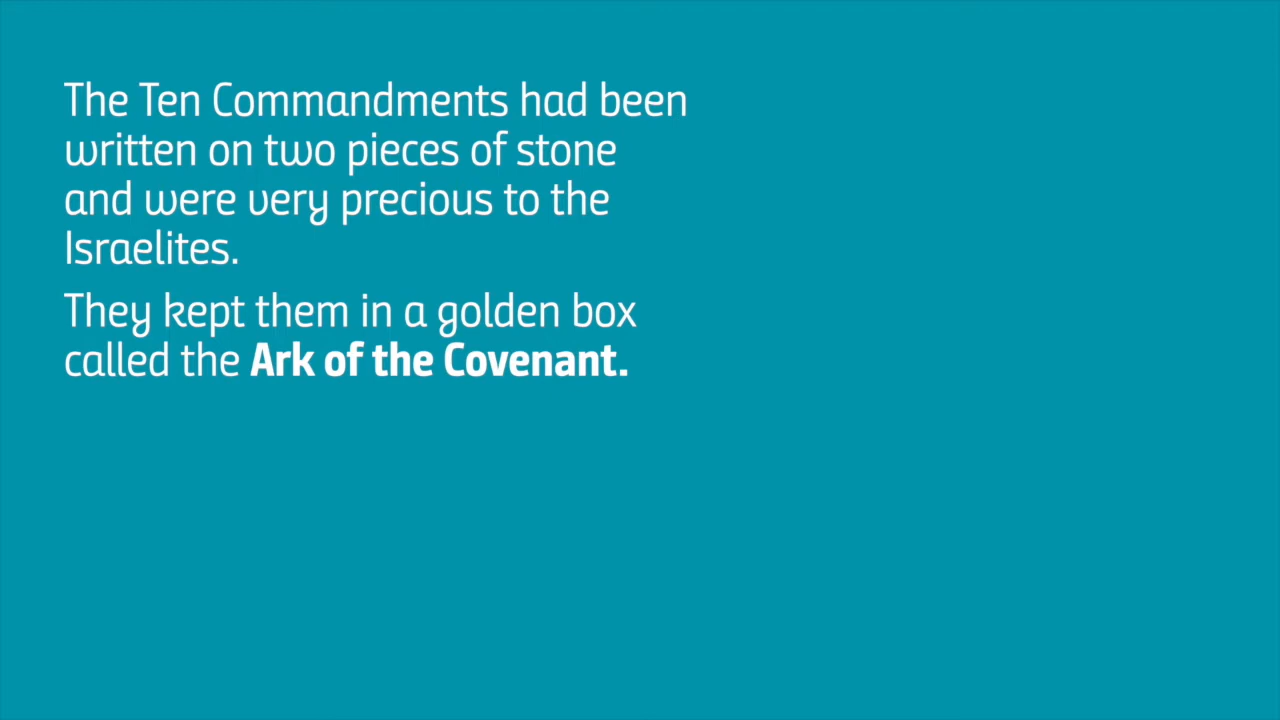 The Ten Commandments had been
written on two pieces of stone
and were very precious to the
Israelites.
They kept them in a golden box
called the Ark of the Covenant.